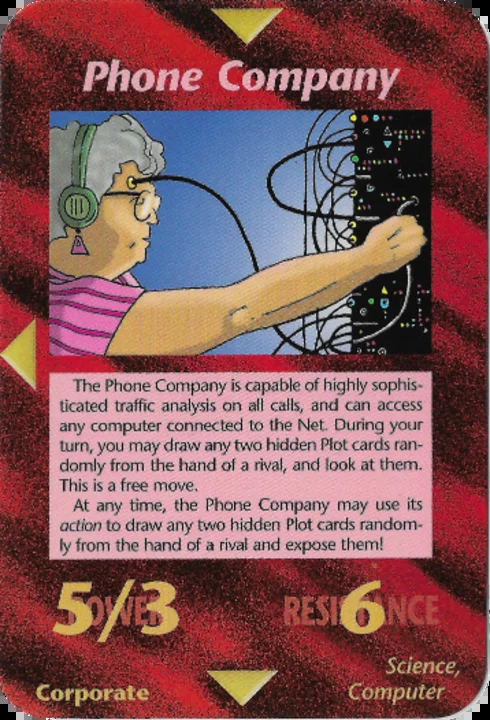 Phone Company
The Phone Company is capable of highly sophis-
ticated traffic analysis on all calls, and can access
any computer connected to the Net. During your
turn, you may draw any two hidden Plot cards ran-
domly from the hand of a rival, and look at them.
This is a free move.
At any time, the Phone Company may use its
action to draw any two hidden Plot cards random-
ly from the hand of a rival and expose them!
POWER 5/3
RESISTANCE 6
Corporate
Science,
Computer